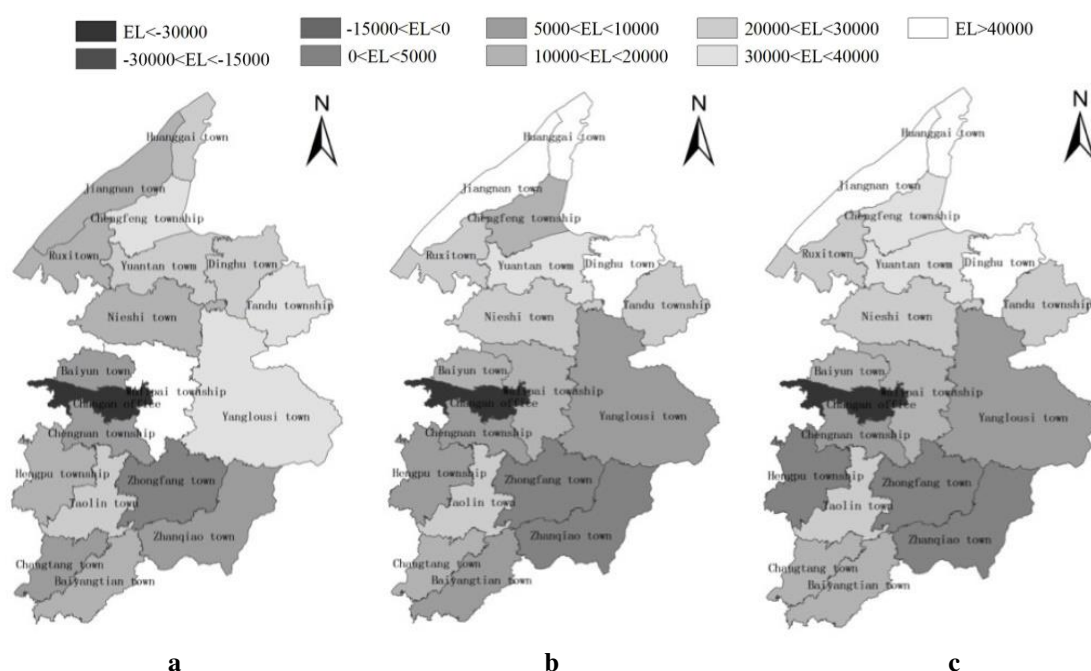 EL<-30000
-15000<EL<0
5000<EL<10000
20000<EL<30000
EL>40000
-30000<EL<-15000
0<EL<5000
10000<EL<20000
30000<EL<40000
N
Huanggai town
Jiangnan town
Chengfeng township
Ruxitown
Yuantan towm
Dinghu town
Tandu township
Nieshi town
Baiyun town
township
Changan office
Yanglousi town
Chengnan township
Hengpu township
Zhongfang town
Taolin town
Zhanqiao town
Changtang town
Baiyangtian town
a
N
Huanggai town
Jiangnan town
Chengfeng township
Ruxitown
Yuantan towm
Dinghu town
Tandu township
Nieshi town
Baiyun town
township
Changan office
Yanglousi town
Chengnan township
Hengpu township
Zhongfang town
Taolin town
Zhanqiao town
Changtang town
Baiyangtian town
b
N
Huanggai town
Jiangnan town
Chengfeng township
Ruxitown
Yuantan towm
Dinghu town
Tandu township
Nieshi town
Baiyun town
township
Changan office
Yanglousi town
Chengnan township
Hengpu township
Zhongfang town
Taolin town
Zhanqiao town
Changtang town
Baiyangtian town
c